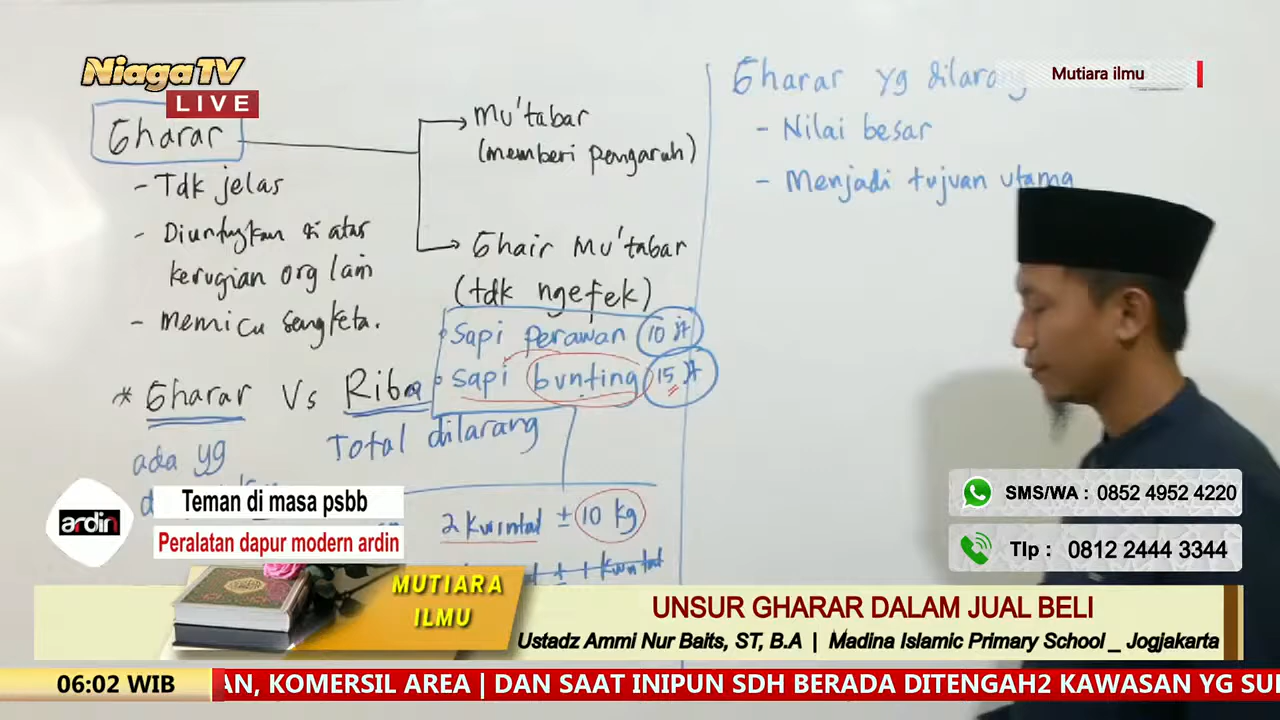 NiagaTV
LIVE
Mutiara ilmu
Gharar
- Tdk jelas
- Diuntungkan di atas
kerugian org lain
- Memicu sengketa.
Mu'tabar
(memberi pengaruh)
Ghair Mu'tabar
(tdk ngefek)
• Sapi perawan 10 jt
• Sapi bunting 15 jt
* Gharar Vs Riba
ada yg
Total dilarang
2 kwintal ± 10 kg
± 1 kwintal
Gharar yg dilarang
- Nilai besar
- Menjadi tujuan utama
ardin
Teman di masa psbb
Peralatan dapur modern ardin
SMS/WA : 0852 4952 4220
Tlp : 0812 2444 3344
MUTIARA
ILMU
UNSUR GHARAR DALAM JUAL BELI
Ustadz Ammi Nur Baits, ST, B.A | Madina Islamic Primary School _ Jogjakarta
06:02 WIB
AN, KOMERSIL AREA | DAN SAAT INIPUN SDH BERADA DITENGAH2 KAWASAN YG SU